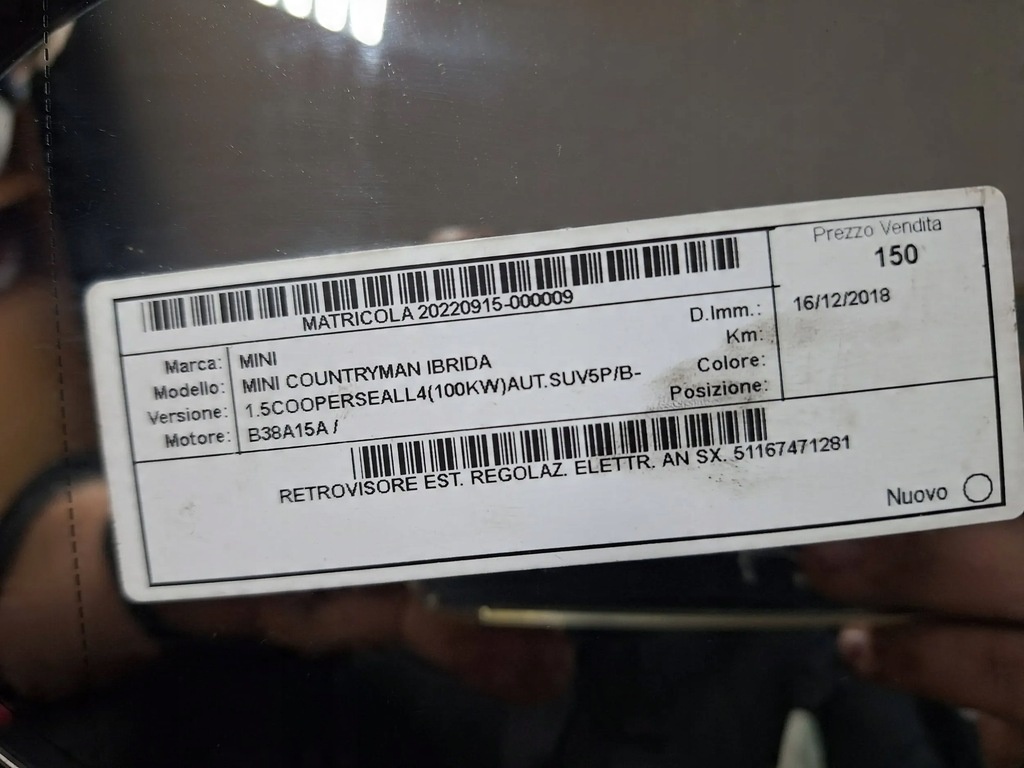 Prezzo Vendita
150
MATRICOLA 20220915-000009
D.Imm.: 16/12/2018
Km:
Colore:
Posizione:
Marca: MINI
Modello: MINI COUNTRYMAN IBRIDA
Versione: 1.5COOPERSEALL4(100KW)AUT.SUV5P/B-
Motore: B38A15A /
RETROVISORE EST. REGOLAZ. ELETTR. AN SX. 51167471281
Nuovo